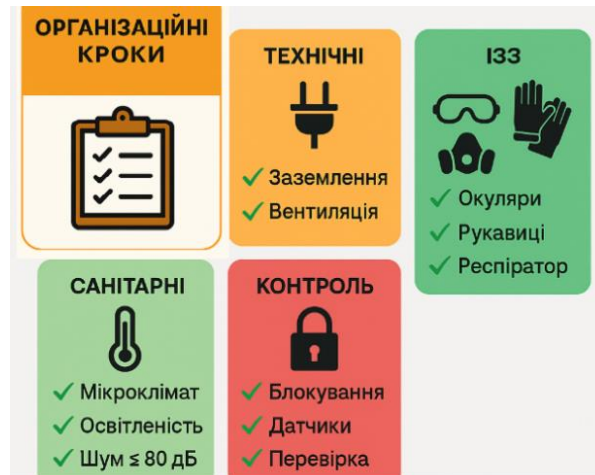 ОРГАНІЗАЦІЙНІ
КРОКИ
ТЕХНІЧНІ
Заземлення
Вентиляція
ІЗЗ
Окуляри
Рукавиці
Респіратор
САНІТАРНІ
Мікроклімат
Освітленість
Шум ≤ 80 дБ
КОНТРОЛЬ
Блокування
Датчики
Перевірка